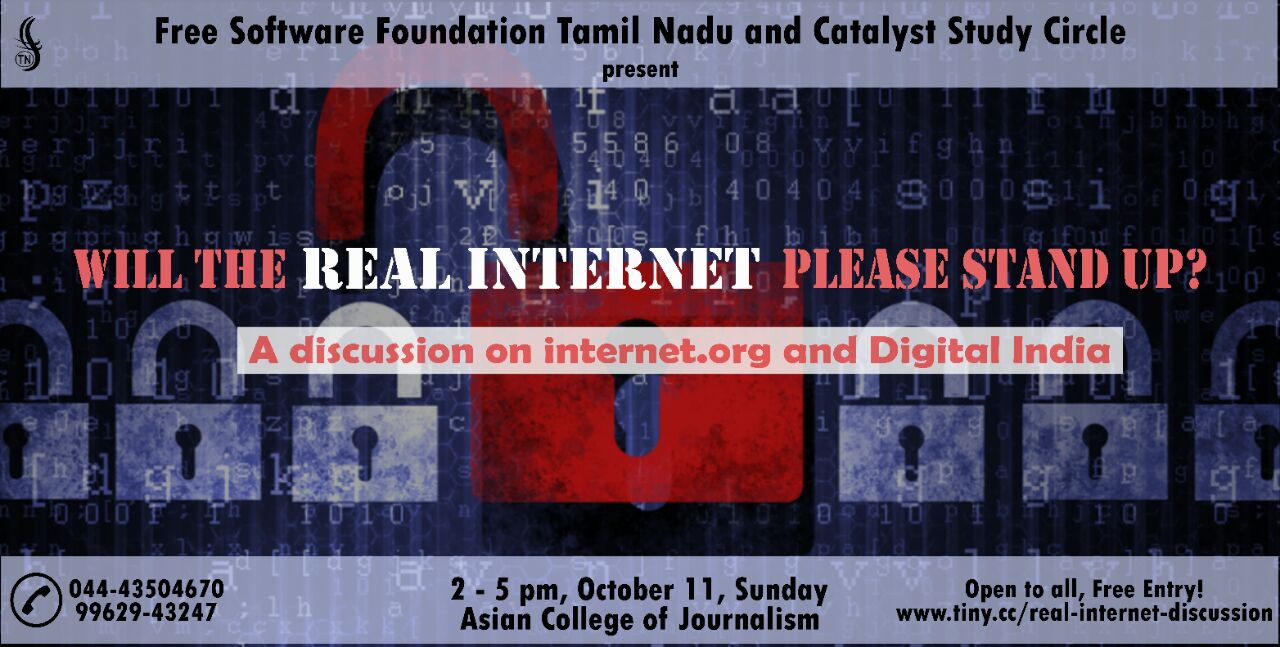 Free Software Foundation Tamil Nadu and Catalyst Study Circle
present
TN
WILL THE REAL INTERNET PLEASE STAND UP?
A discussion on internet.org and Digital India
044-43504670
99629-43247
2 - 5 pm, October 11, Sunday
Asian College of Journalism
Open to all, Free Entry!
www.tiny.cc/real-internet-discussion